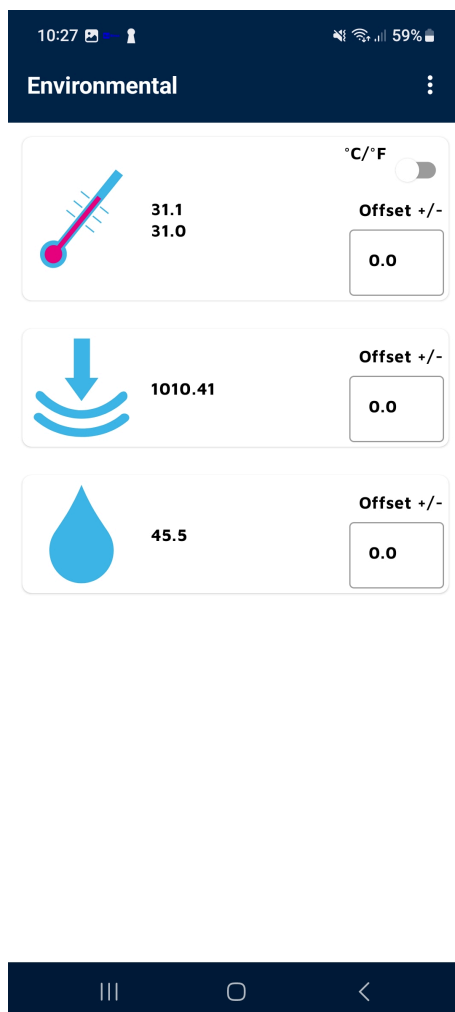 10:27
59%
Environmental
°C/°F
31.1
31.0
Offset +/-
0.0
1010.41
Offset +/-
0.0
45.5
Offset +/-
0.0